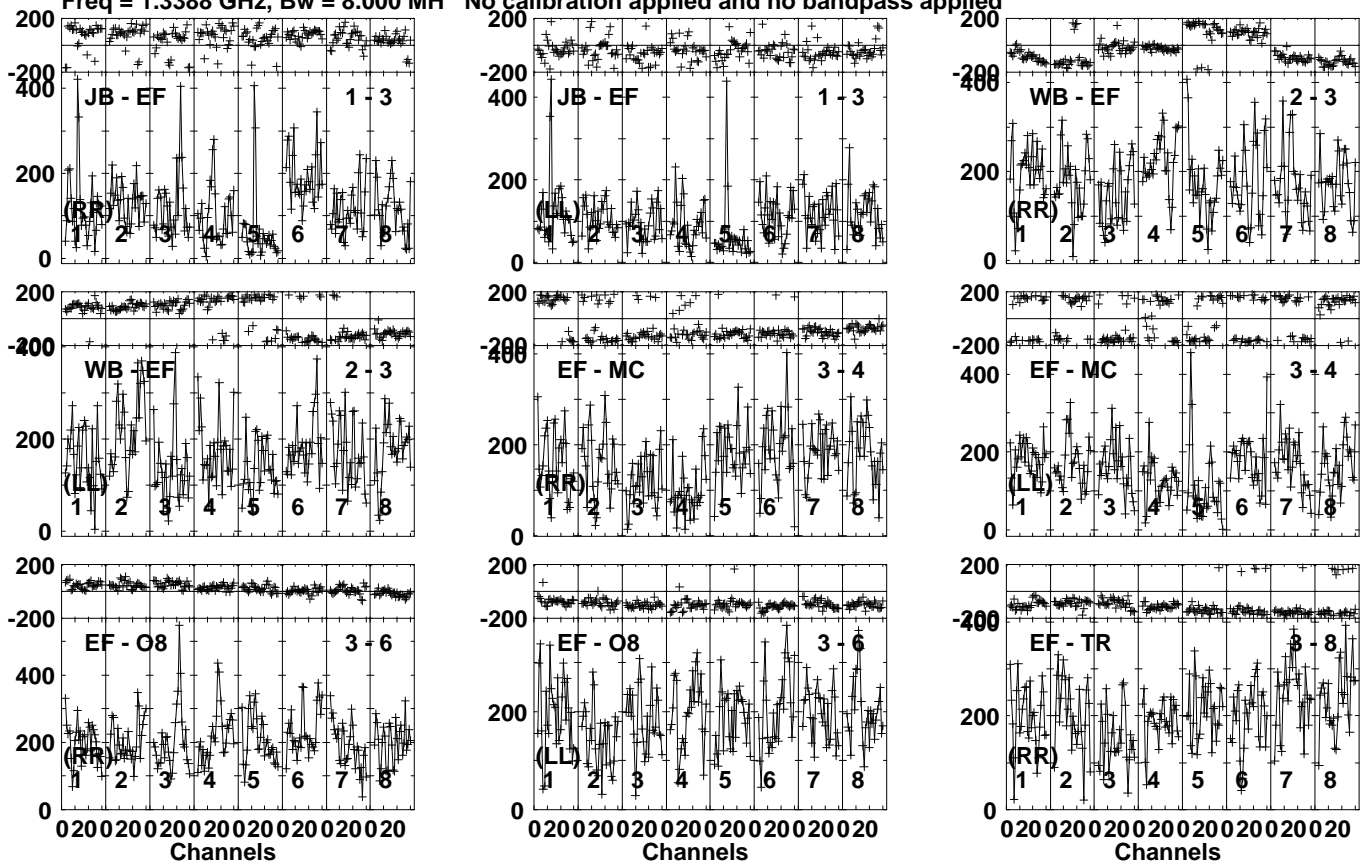 Freq = 1.3388 GHz, Bw = 8.000 MH No calibration applied and no bandpass applied
200 200 200
-200 -200 -200
400 400 400
JB - EF 1 - 3 JB - EF 1 - 3 WB - EF 2 - 3
200 200 200
(RR) (LL) (RR)
1 2 3 4 5 6 7 8 1 2 3 4 5 6 7 8 1 2 3 4 5 6 7 8
0 0 0
200 200 200
-200 -200 -200
400 400 400
WB - EF 2 - 3 EF - MC 3 - 4 EF - MC 3 - 4
200 200 200
(LL) (RR) (LL)
1 2 3 4 5 6 7 8 1 2 3 4 5 6 7 8 1 2 3 4 5 6 7 8
0 0 0
200 200 200
-200 -200 -200
400 400 400
EF - O8 3 - 6 EF - O8 3 - 6 EF - TR 3 - 8
200 200 200
(RR) (LL) (RR)
1 2 3 4 5 6 7 8 1 2 3 4 5 6 7 8 1 2 3 4 5 6 7 8
0 0 0
0 20 0 20 0 20 0 20 0 20 0 20 0 20 0 20 0 20 0 20 0 20 0 20 0 20 0 20 0 20 0 20 0 20 0 20 0 20 0 20 0 20 0 20 0 20 0 20
Channels Channels Channels